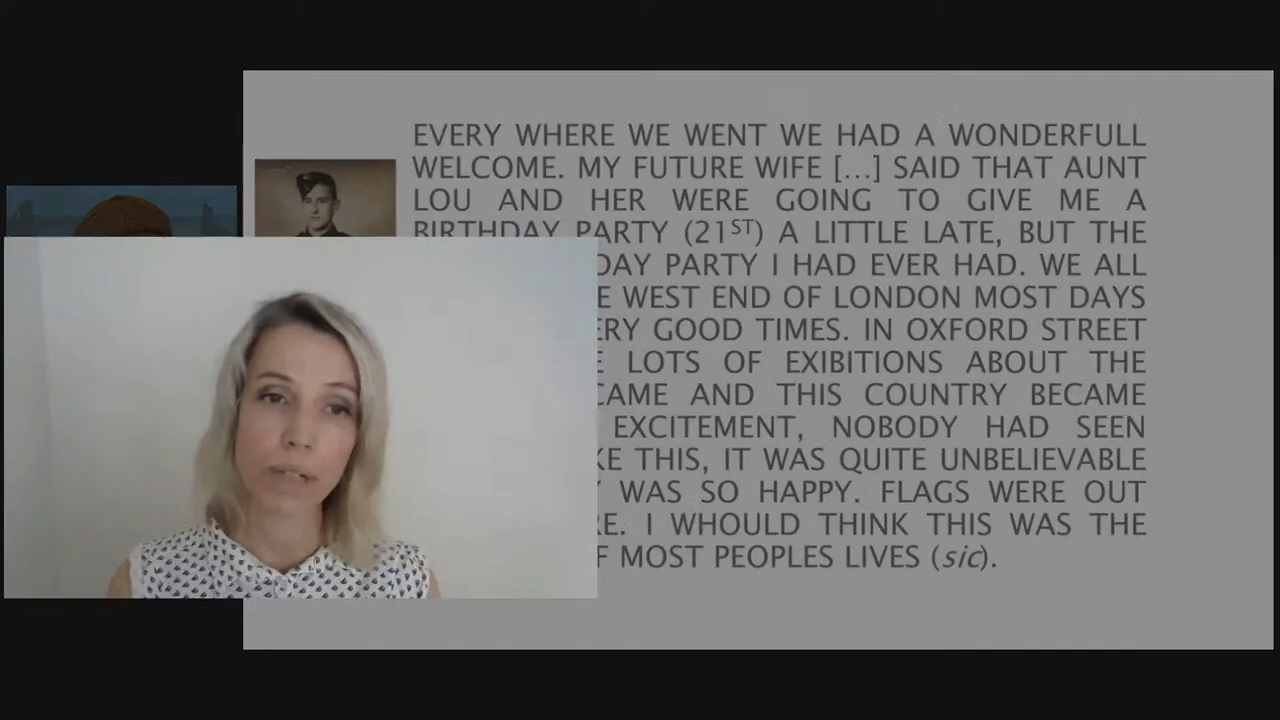 EVERY WHERE WE WENT WE HAD A WONDERFULL
WELCOME. MY FUTURE WIFE [...] SAID THAT AUNT
LOU AND HER WERE GOING TO GIVE ME A
BIRTHDAY PARTY (21ST) A LITTLE LATE, BUT THE
DAY PARTY I HAD EVER HAD. WE ALL
WEST END OF LONDON MOST DAYS
GOOD TIMES. IN OXFORD STREET
LOTS OF EXIBITIONS ABOUT THE
CAME AND THIS COUNTRY BECAME
EXCITEMENT, NOBODY HAD SEEN
THIS, IT WAS QUITE UNBELIEVABLE
WAS SO HAPPY. FLAGS WERE OUT
I WHOULD THINK THIS WAS THE
MOST PEOPLES LIVES (sic).